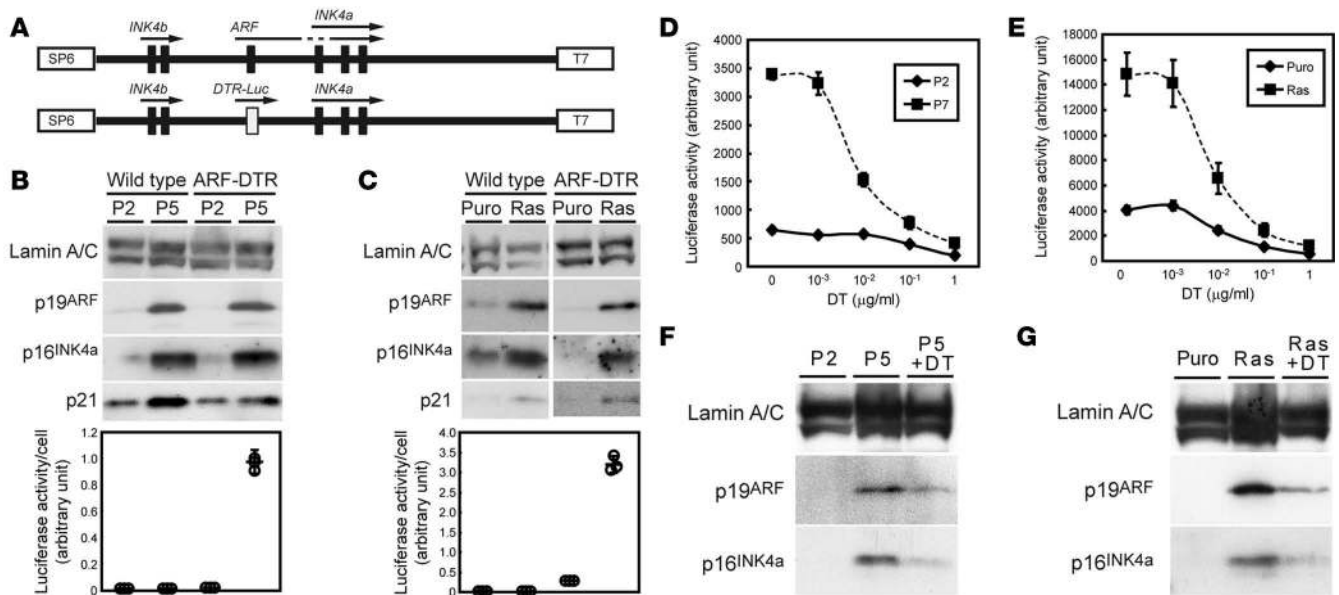 A
INK4b
ARF
INK4a
SP6
T7
INK4b
DTR-Luc
INK4a
SP6
T7
B
Wild type ARF-DTR
P2 P5 P2 P5
Lamin A/C
p19ARF
p16INK4a
p21
Luciferase activity/cell
(arbitrary unit)
1.2
1.0
0.8
0.6
0.4
0.2
0
C
Wild type ARF-DTR
Puro Ras Puro Ras
Lamin A/C
p19ARF
p16INK4a
p21
Luciferase activity/cell
(arbitrary unit)
4.0
3.5
3.0
2.5
2.0
1.5
1.0
0.5
0.0
D
Luciferase activity (arbitrary unit)
4000
3500
3000
2500
2000
1500
1000
500
0
P2
P7
0 10-3 10-2 10-1 1
DT (μg/ml)
E
Luciferase activity (arbitrary unit)
18000
16000
14000
12000
10000
8000
6000
4000
2000
0
Puro
Ras
0 10-3 10-2 10-1 1
DT (μg/ml)
F
P2 P5 P5
+DT
Lamin A/C
p19ARF
p16INK4a
G
Puro Ras Ras
+DT
Lamin A/C
p19ARF
p16INK4a